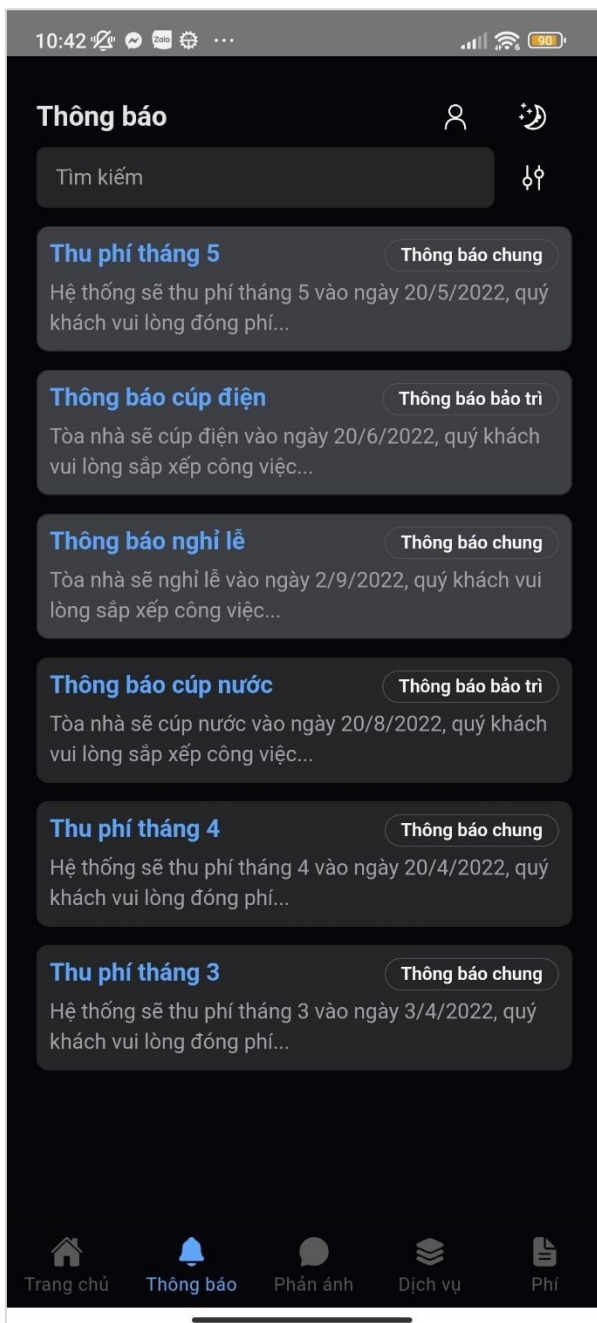 10:42
Zalo
90
Thông báo
Tìm kiếm
Thu phí tháng 5
Thông báo chung
Hệ thống sẽ thu phí tháng 5 vào ngày 20/5/2022, quý
khách vui lòng đóng phí...
Thông báo cúp điện
Thông báo bảo trì
Tòa nhà sẽ cúp điện vào ngày 20/6/2022, quý khách
vui lòng sắp xếp công việc...
Thông báo nghỉ lễ
Thông báo chung
Tòa nhà sẽ nghỉ lễ vào ngày 2/9/2022, quý khách vui
lòng sắp xếp công việc...
Thông báo cúp nước
Thông báo bảo trì
Tòa nhà sẽ cúp nước vào ngày 20/8/2022, quý khách
vui lòng sắp xếp công việc...
Thu phí tháng 4
Thông báo chung
Hệ thống sẽ thu phí tháng 4 vào ngày 20/4/2022, quý
khách vui lòng đóng phí...
Thu phí tháng 3
Thông báo chung
Hệ thống sẽ thu phí tháng 3 vào ngày 3/4/2022, quý
khách vui lòng đóng phí...
Trang chủ
Thông báo
Phản ánh
Dịch vụ
Phí